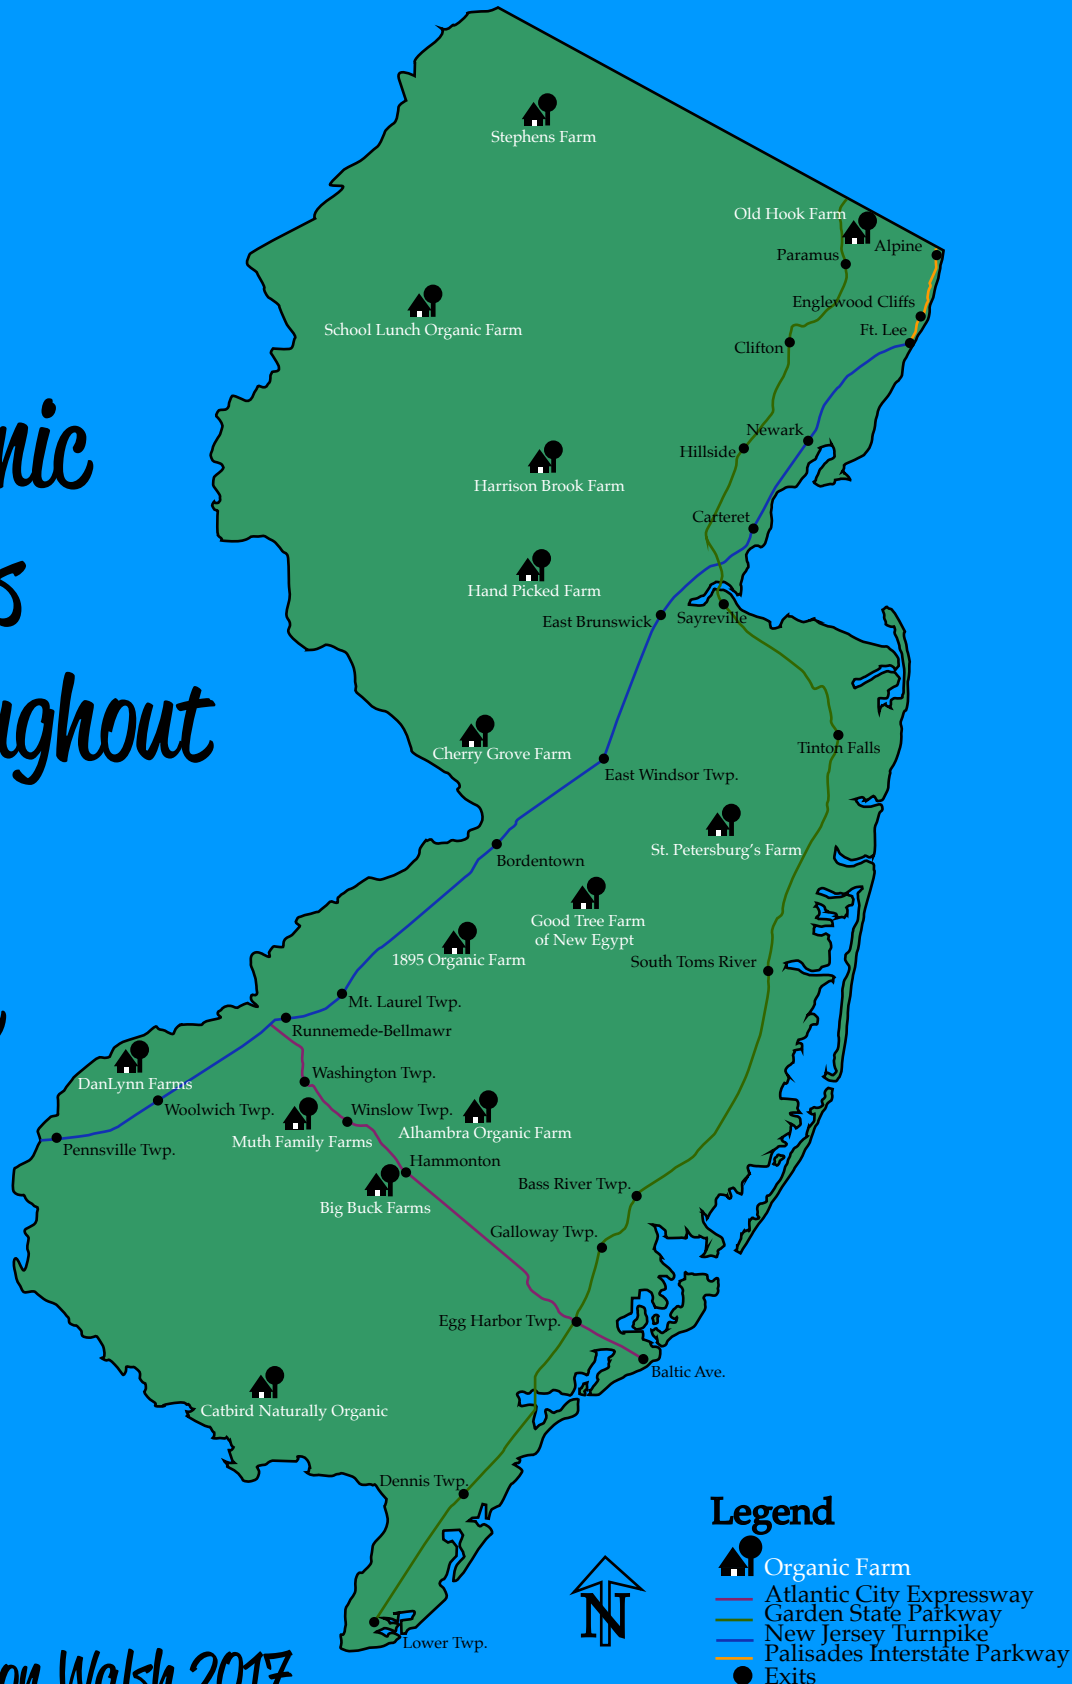 Stephens Farm
Old Hook Farm
Alpine
Paramus
School Lunch Organic Farm
Englewood Cliffs
Ft. Lee
Clifton
Newark
Hillside
Harrison Brook Farm
Carteret
Hand Picked Farm
East Brunswick
Sayreville
Cherry Grove Farm
Tinton Falls
East Windsor Twp.
St. Petersburg's Farm
Bordentown
Good Tree Farm
of New Egypt
1895 Organic Farm
South Toms River
Mt. Laurel Twp.
Runnemede-Bellmawr
DanLynn Farms
Washington Twp.
Woolwich Twp.
Winslow Twp.
Muth Family Farms
Alhambra Organic Farm
Pennsville Twp.
Hammonton
Big Buck Farms
Bass River Twp.
Galloway Twp.
Egg Harbor Twp.
Baltic Ave.
Catbird Naturally Organic
Dennis Twp.
Lower Twp.
N
Legend
Organic Farm
Atlantic City Expressway
Garden State Parkway
New Jersey Turnpike
Palisades Interstate Parkway
Exits
Walsh 2017